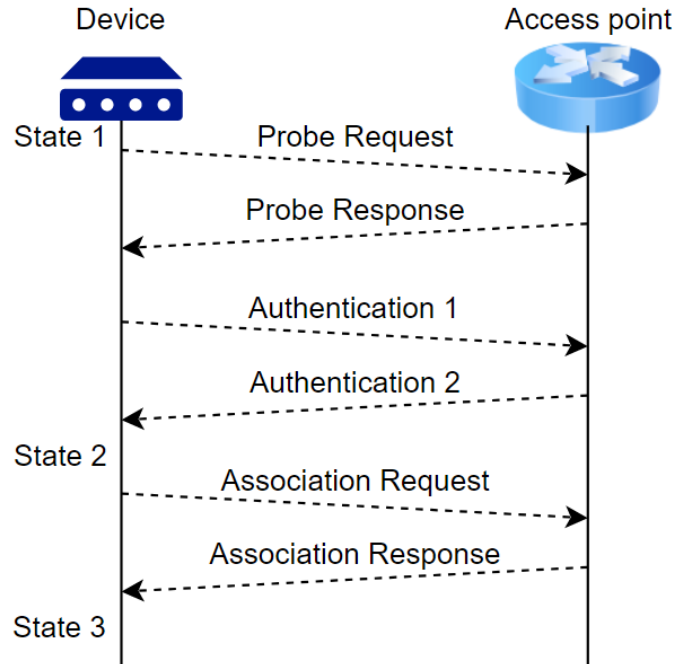 Device
Access point
State 1
Probe Request
Probe Response
Authentication 1
Authentication 2
State 2
Association Request
Association Response
State 3